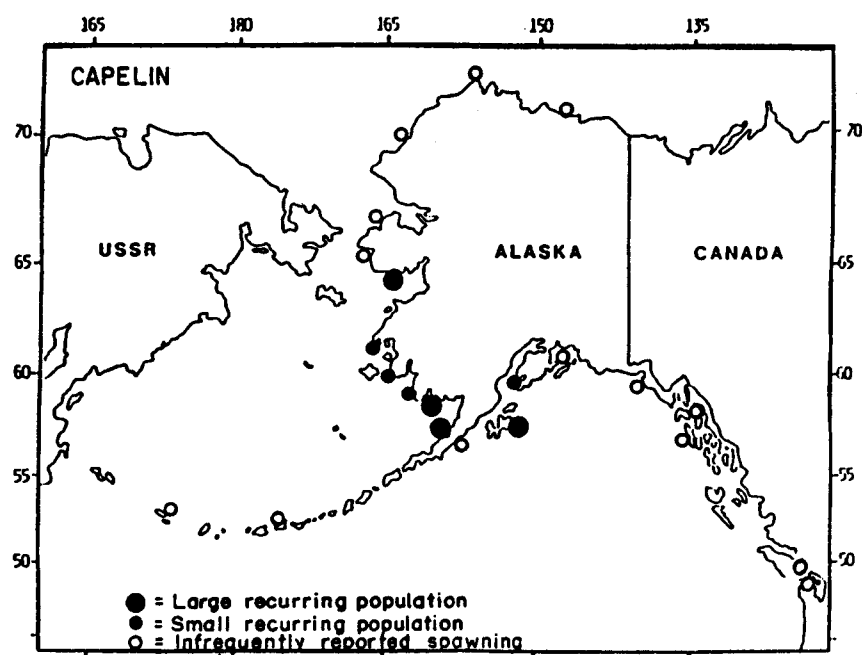 165 180 165 150 135
CAPELIN
70 70
USSR ALASKA CANADA
65 65
60 60
55 55
50 50
= Large recurring population
= Small recurring population
= Infrequently reported spawning